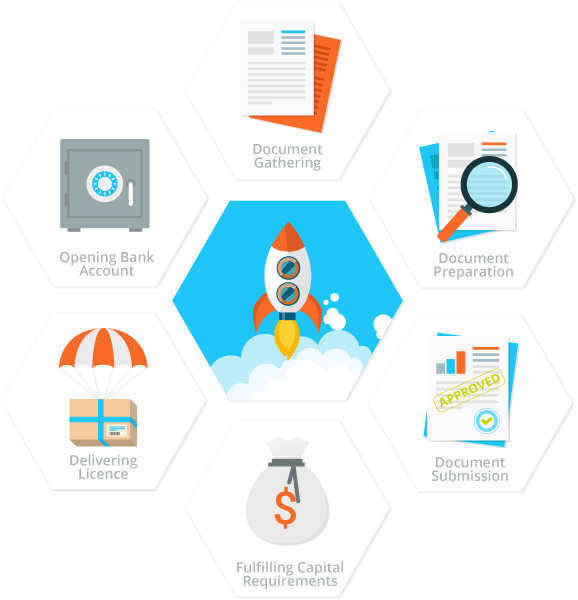 Document
Gathering
Document
Preparation
Document
Submission
APPROVED
Fulfilling Capital
Requirements
Delivering
Licence
Opening Bank
Account
$